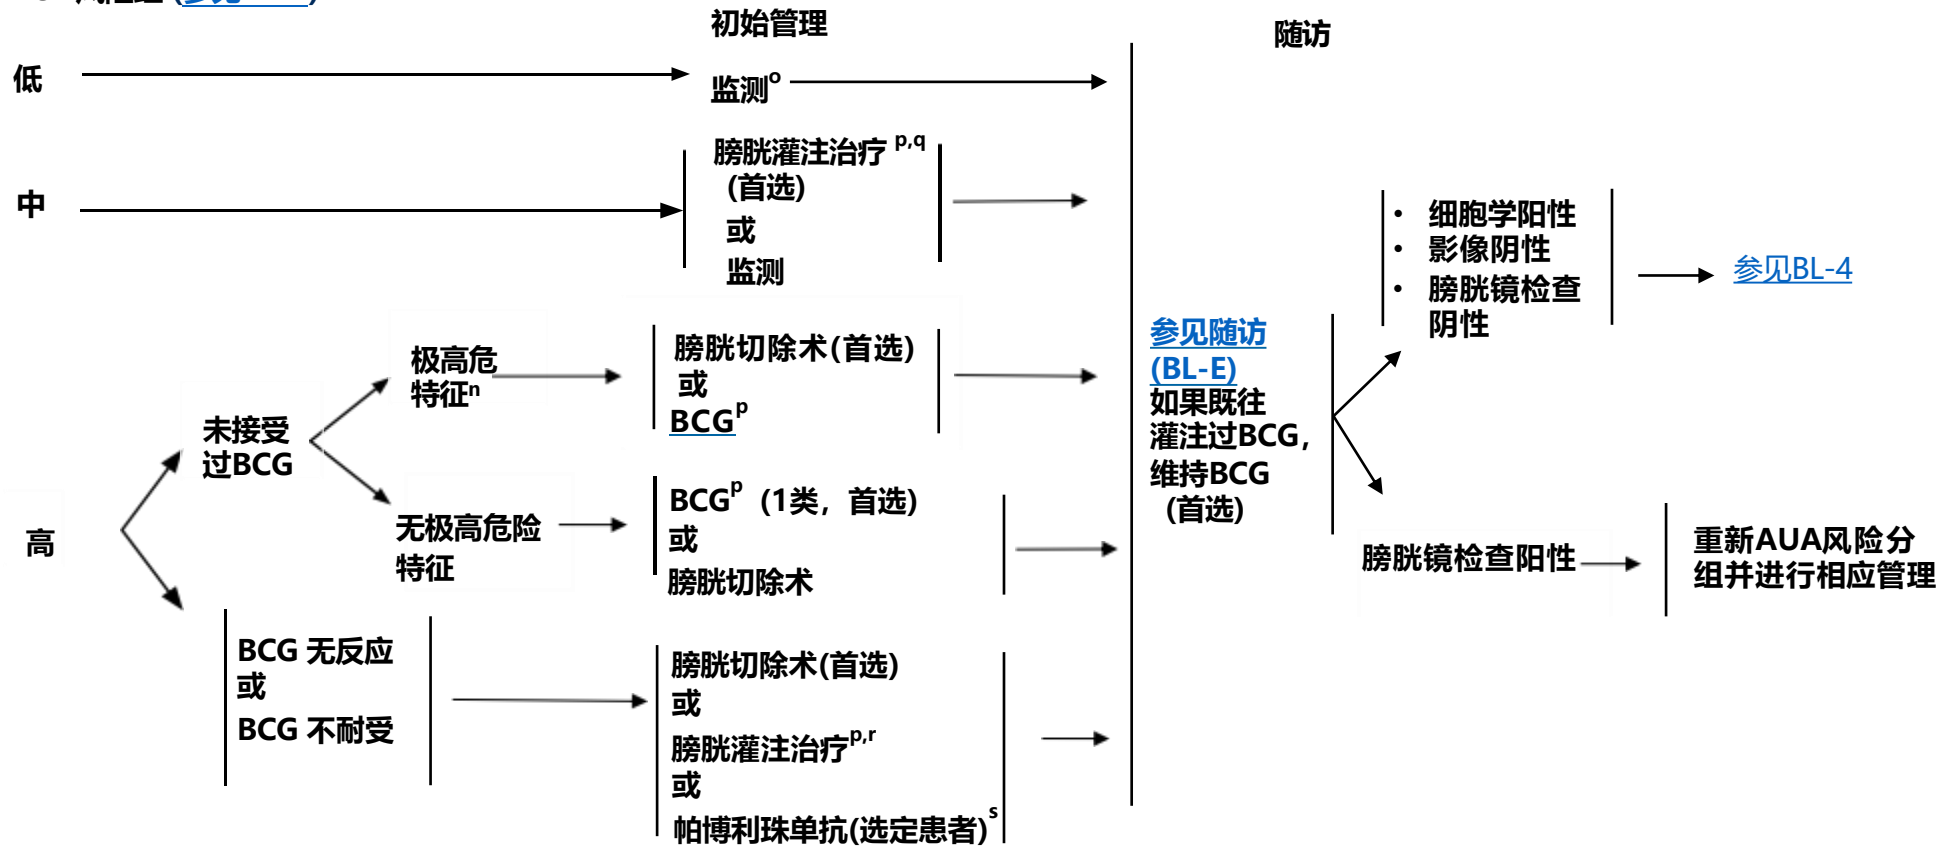 初始管理
随访
低
监测o
膀胱灌注治疗 p,q
(首选)
或
监测
中
极高危
特征n
膀胱切除术(首选)
或
BCGp
未接受
过BCG
无极高危险
特征
BCGp (1类，首选)
或
膀胱切除术
高
BCG 无反应
或
BCG 不耐受
膀胱切除术(首选)
或
膀胱灌注治疗p,r
或
帕博利珠单抗(选定患者)s
参见随访
(BL-E)
如果既往
灌注过BCG，
维持BCG
(首选)
• 细胞学阳性
• 影像阴性
• 膀胱镜检查
阴性
参见BL-4
膀胱镜检查阳性
重新AUA风险分
组并进行相应管理